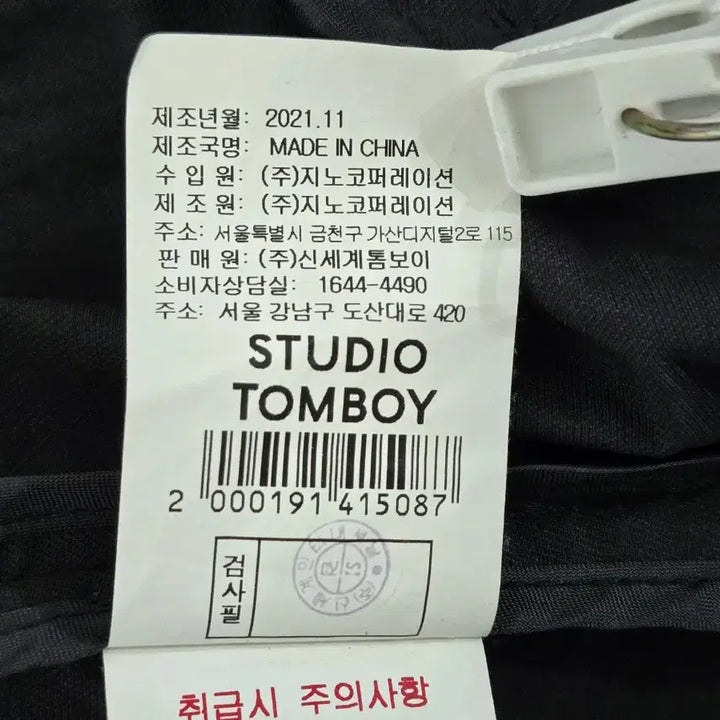 제조년월: 2021.11
제조국명: MADE IN CHINA
수 입 원: (주)지노코퍼레이션
제 조 원: (주)지노코퍼레이션
주소: 서울특별시 금천구 가산디지털2로 115
판 매 원: (주)신세계톰보이
소비자상담실: 1644-4490
주소: 서울 강남구 도산대로 420
STUDIO
TOMBOY
2 000191 415087
검사필
취급시 주의사항